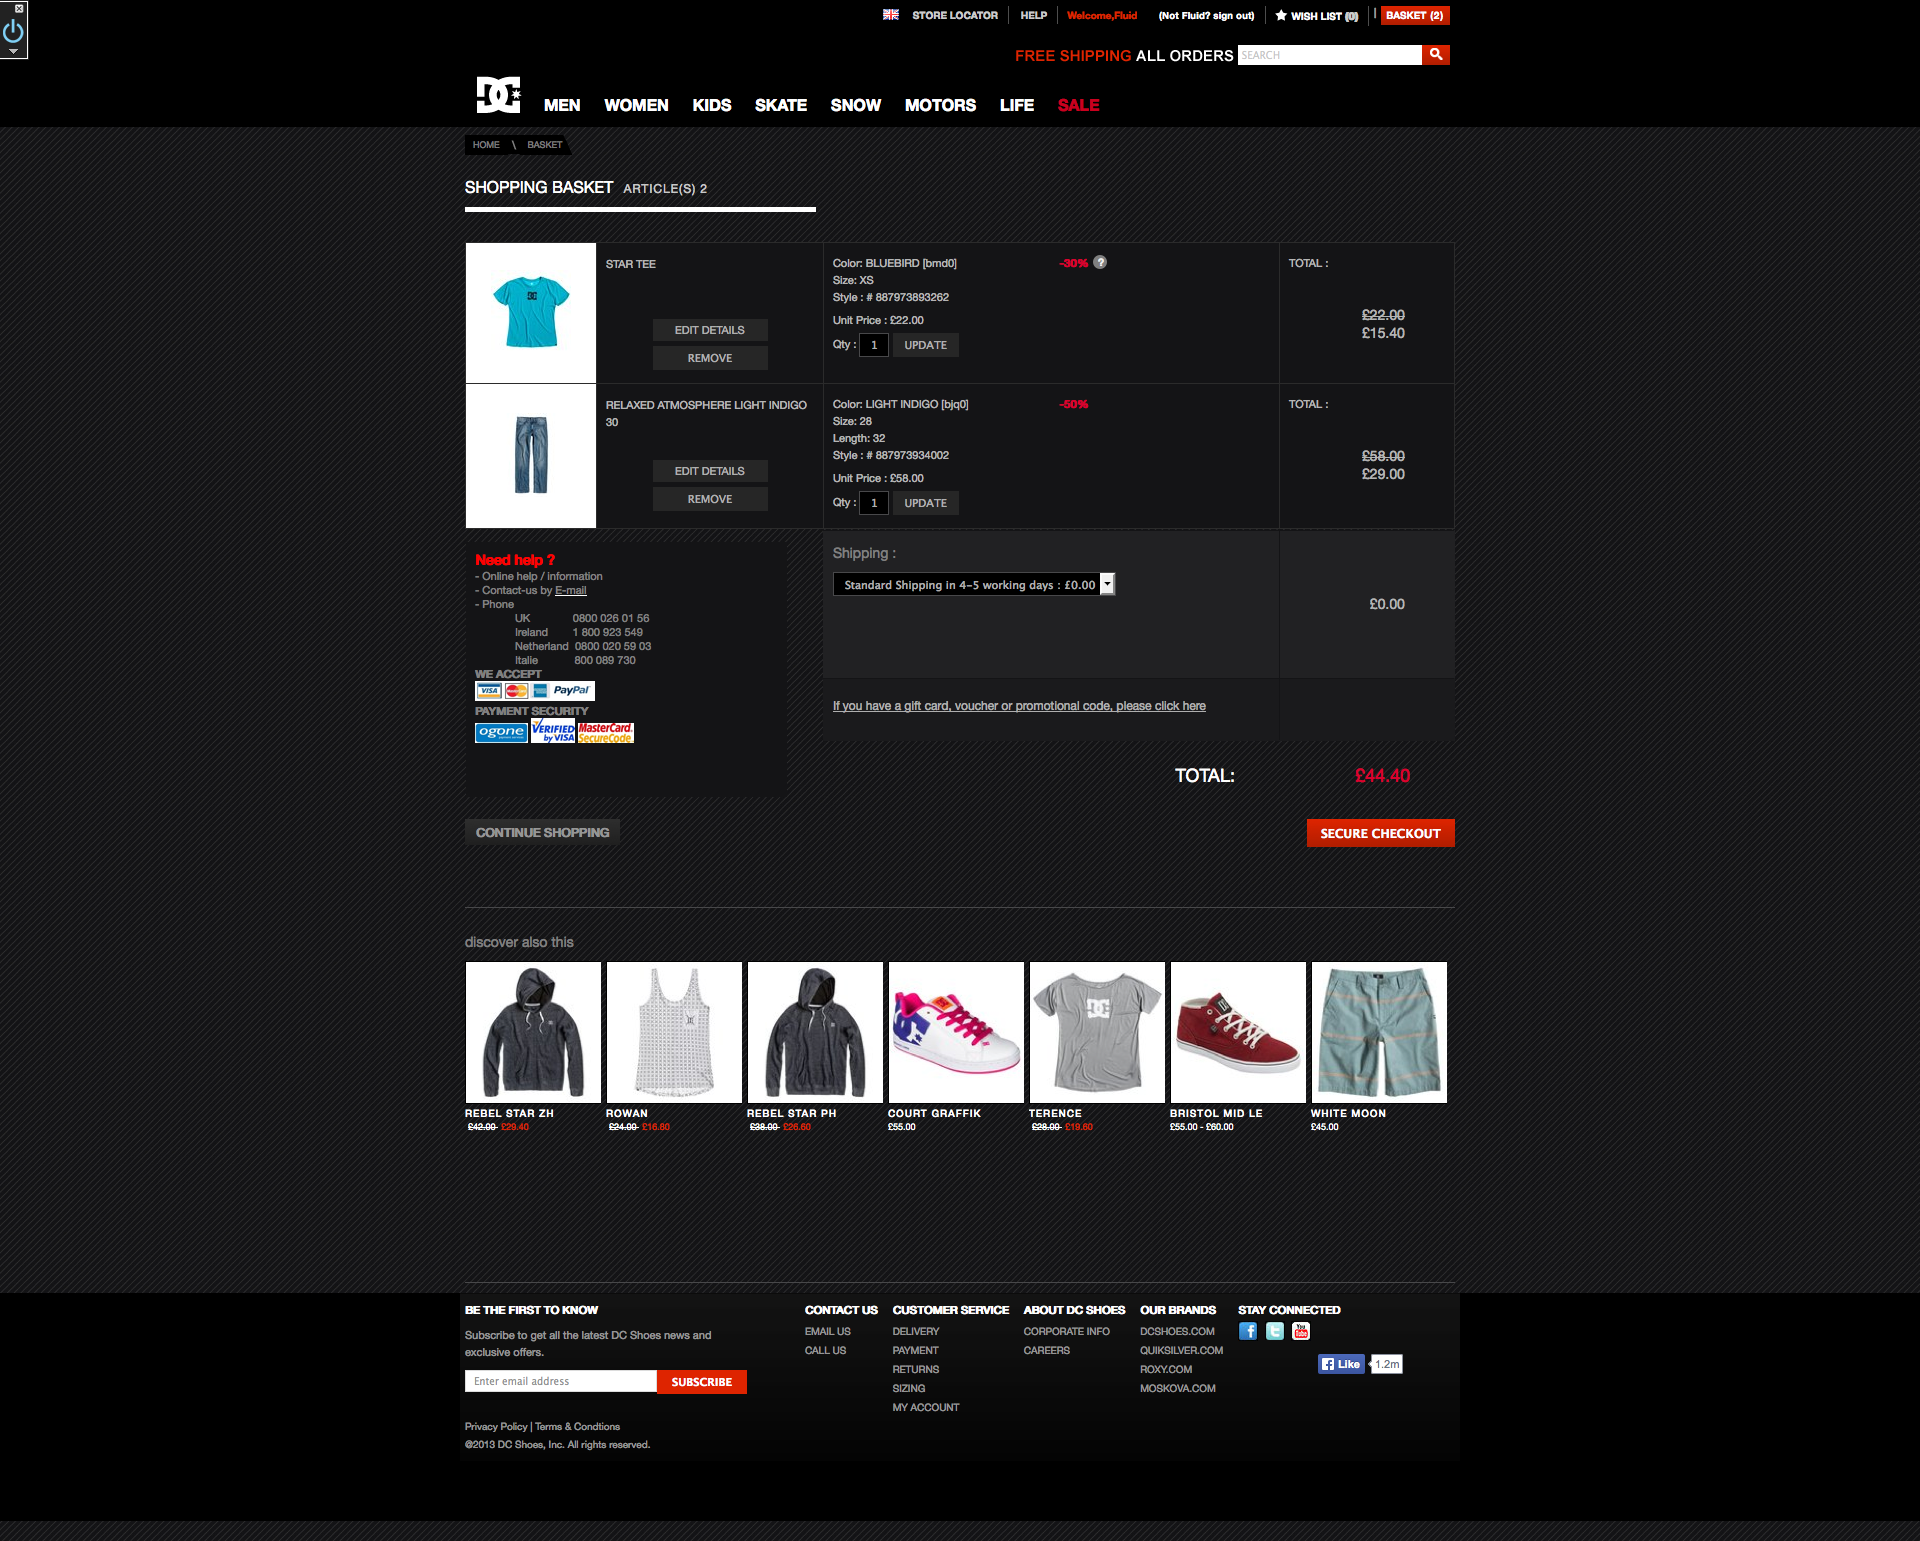 STORE LOCATOR HELP Welcome,Fluid (Not Fluid? sign out) WISH LIST (0) | BASKET (2)
FREE SHIPPING ALL ORDERS SEARCH
MEN WOMEN KIDS SKATE SNOW MOTORS LIFE SALE
HOME \ BASKET
SHOPPING BASKET ARTICLE(S) 2
STAR TEE
EDIT DETAILS
REMOVE
Color: BLUEBIRD [bmd0] -30% ?
Size: XS
Style : # 887973893262
Unit Price : £22.00
Qty : 1 UPDATE
TOTAL :
£22.00
£15.40
RELAXED ATMOSPHERE LIGHT INDIGO
30
EDIT DETAILS
REMOVE
Color: LIGHT INDIGO [bjq0] -50%
Size: 28
Length: 32
Style : # 887973934002
Unit Price : £58.00
Qty : 1 UPDATE
TOTAL :
£58.00
£29.00
Need help ?
- Online help / information
- Contact-us by E-mail
- Phone
UK 0800 026 01 56
Ireland 1 800 923 549
Netherland 0800 020 59 03
Italie 800 089 730
WE ACCEPT
VISA MasterCard PayPal
PAYMENT SECURITY
ogone VERIFIED by VISA MasterCard. SecureCode.
Shipping :
Standard Shipping in 4-5 working days : £0.00
£0.00
If you have a gift card, voucher or promotional code, please click here
TOTAL: £44.40
CONTINUE SHOPPING SECURE CHECKOUT
discover also this
REBEL STAR ZH
£42.00 £29.40
ROWAN
£24.00 £16.80
REBEL STAR PH
£38.00 £26.60
COURT GRAFFIK
£55.00
TERENCE
£28.00 £19.60
BRISTOL MID LE
£55.00 - £60.00
WHITE MOON
£45.00
BE THE FIRST TO KNOW
Subscribe to get all the latest DC Shoes news and
exclusive offers.
Enter email address SUBSCRIBE
Privacy Policy | Terms & Condtions
@2013 DC Shoes, Inc. All rights reserved.
CONTACT US
EMAIL US
CALL US
CUSTOMER SERVICE
DELIVERY
PAYMENT
RETURNS
SIZING
MY ACCOUNT
ABOUT DC SHOES
CORPORATE INFO
CAREERS
OUR BRANDS
DCSHOES.COM
QUIKSILVER.COM
ROXY.COM
MOSKOVA.COM
STAY CONNECTED
You Tube
Like 1.2m